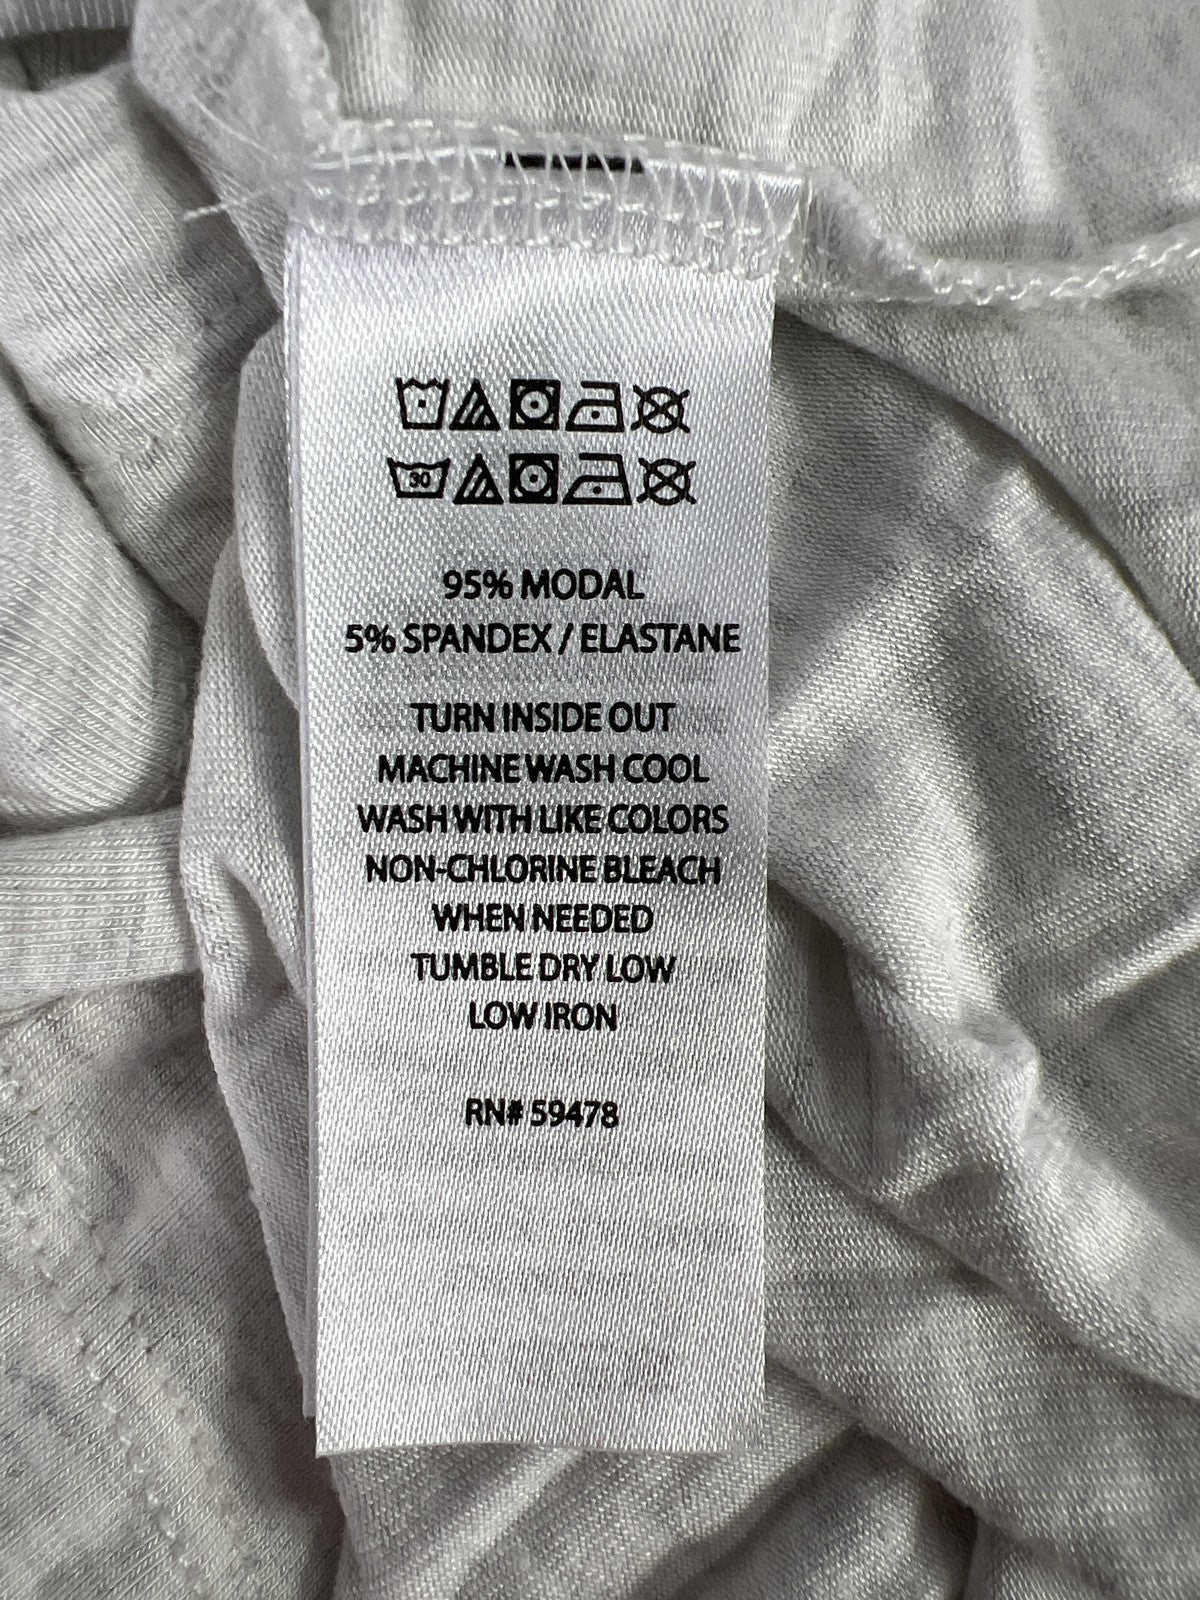 30
95% MODAL
5% SPANDEX / ELASTANE
TURN INSIDE OUT
MACHINE WASH COOL
WASH WITH LIKE COLORS
NON-CHLORINE BLEACH
WHEN NEEDED
TUMBLE DRY LOW
LOW IRON
RN# 59478